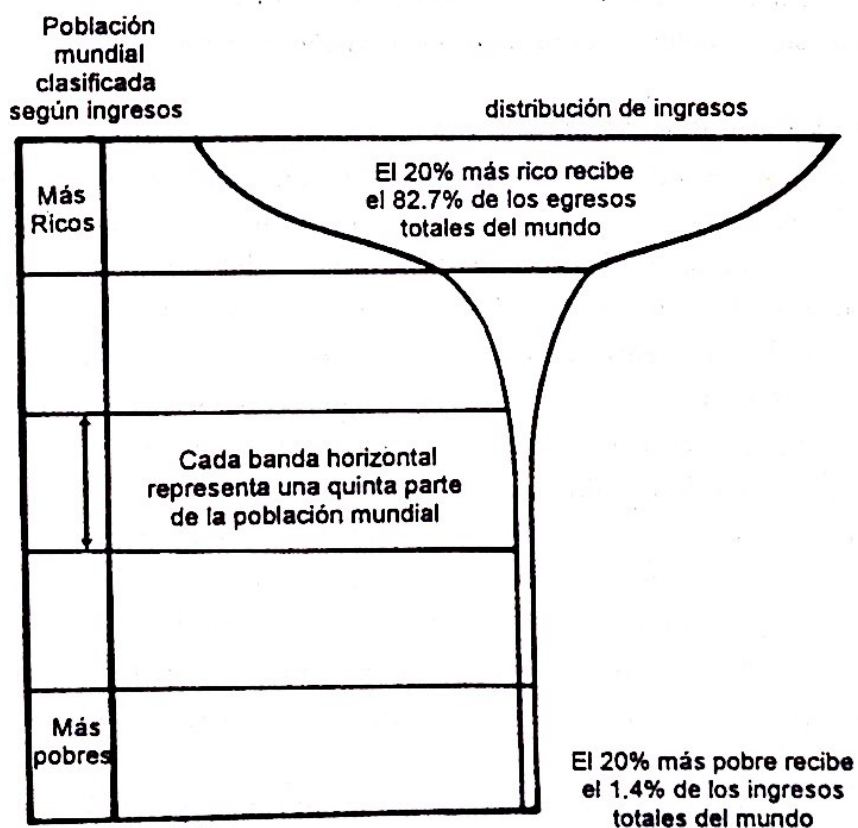 Población
mundial
clasificada
según ingresos
distribución de ingresos
Más
Ricos
El 20% más rico recibe
el 82.7% de los egresos
totales del mundo
Cada banda horizontal
representa una quinta parte
de la población mundial
Más
pobres
El 20% más pobre recibe
el 1.4% de los ingresos
totales del mundo